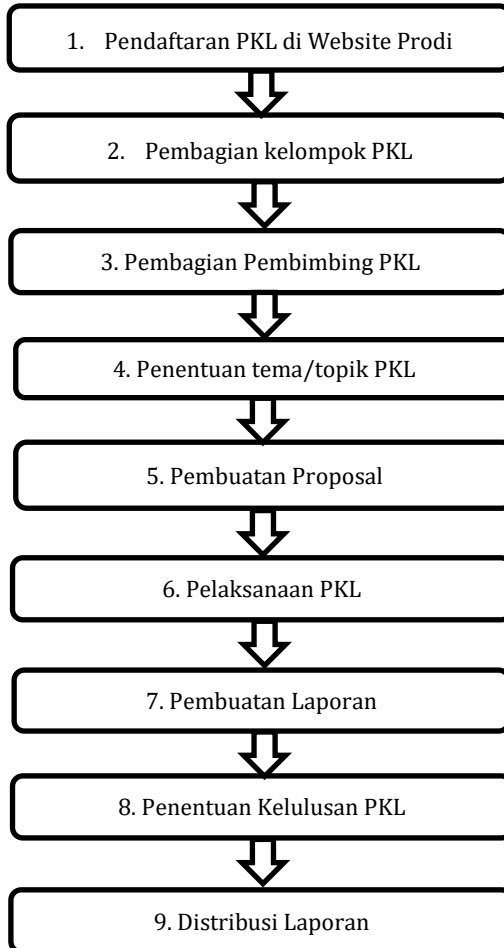 1. Pendaftaran PKL di Website Prodi
2. Pembagian kelompok PKL
3. Pembagian Pembimbing PKL
4. Penentuan tema/topik PKL
5. Pembuatan Proposal
6. Pelaksanaan PKL
7. Pembuatan Laporan
8. Penentuan Kelulusan PKL
9. Distribusi Laporan